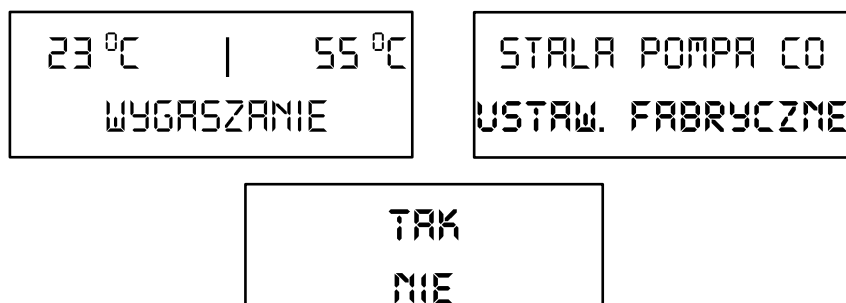 23 °C | 55 °C
WYGASZANIE
STALA POMPA CO
USTAW. FABRYCZNE
TAK
NIE